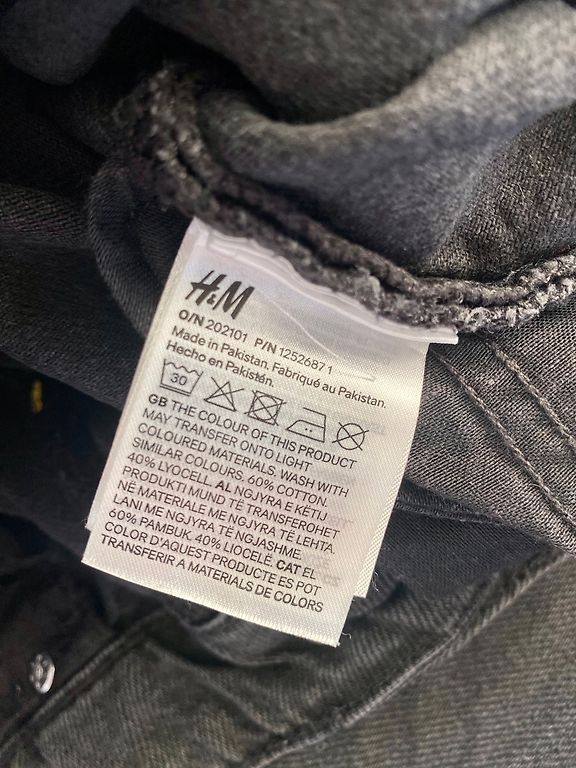 H&M
O/N 202101 P/N 1252687 1
Made in Pakistan. Fabriqué au Pakistan.
Hecho en Pakistán.
30
GB THE COLOUR OF THIS PRODUCT
MAY TRANSFER ONTO LIGHT
COLOURED MATERIALS. WASH WITH
SIMILAR COLOURS. 60% COTTON.
40% LYOCELL. AL NGJYRA E KËTIJ
PRODUKTI MUND TË TRANSFEROHET
NË MATERIALE ME NGJYRA TË LEHTA.
LANI ME NGJYRA TË NGJASHME.
60% PAMBUK. 40% LIOCELË. CAT EL
COLOR D'AQUEST PRODUCTE ES POT
TRANSFERIR A MATERIALS DE COLORS